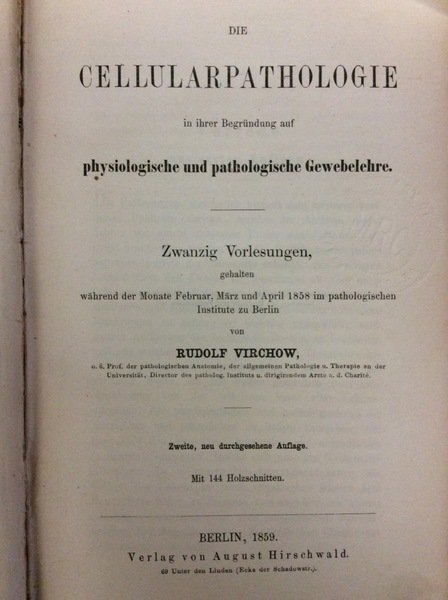 DIE
CELLULARPATHOLOGIE
in ihrer Begründung auf
physiologische und pathologische Gewebelehre.
Zwanzig Vorlesungen,
gehalten
während der Monate Februar, März und April 1858 im pathologischen
Institute zu Berlin
von
RUDOLF VIRCHOW,
o. ö. Prof. der pathologischen Anatomie, der allgemeinen Pathologie u. Therapie an der
Universität, Director des patholog. Instituts u. dirigirendem Arzte a. d. Charité.
Zweite, neu durchgesehene Auflage.
Mit 144 Holzschnitten.
BERLIN, 1859.
Verlag von August Hirschwald.
69 Unter den Linden (Ecke der Schadowstr.).